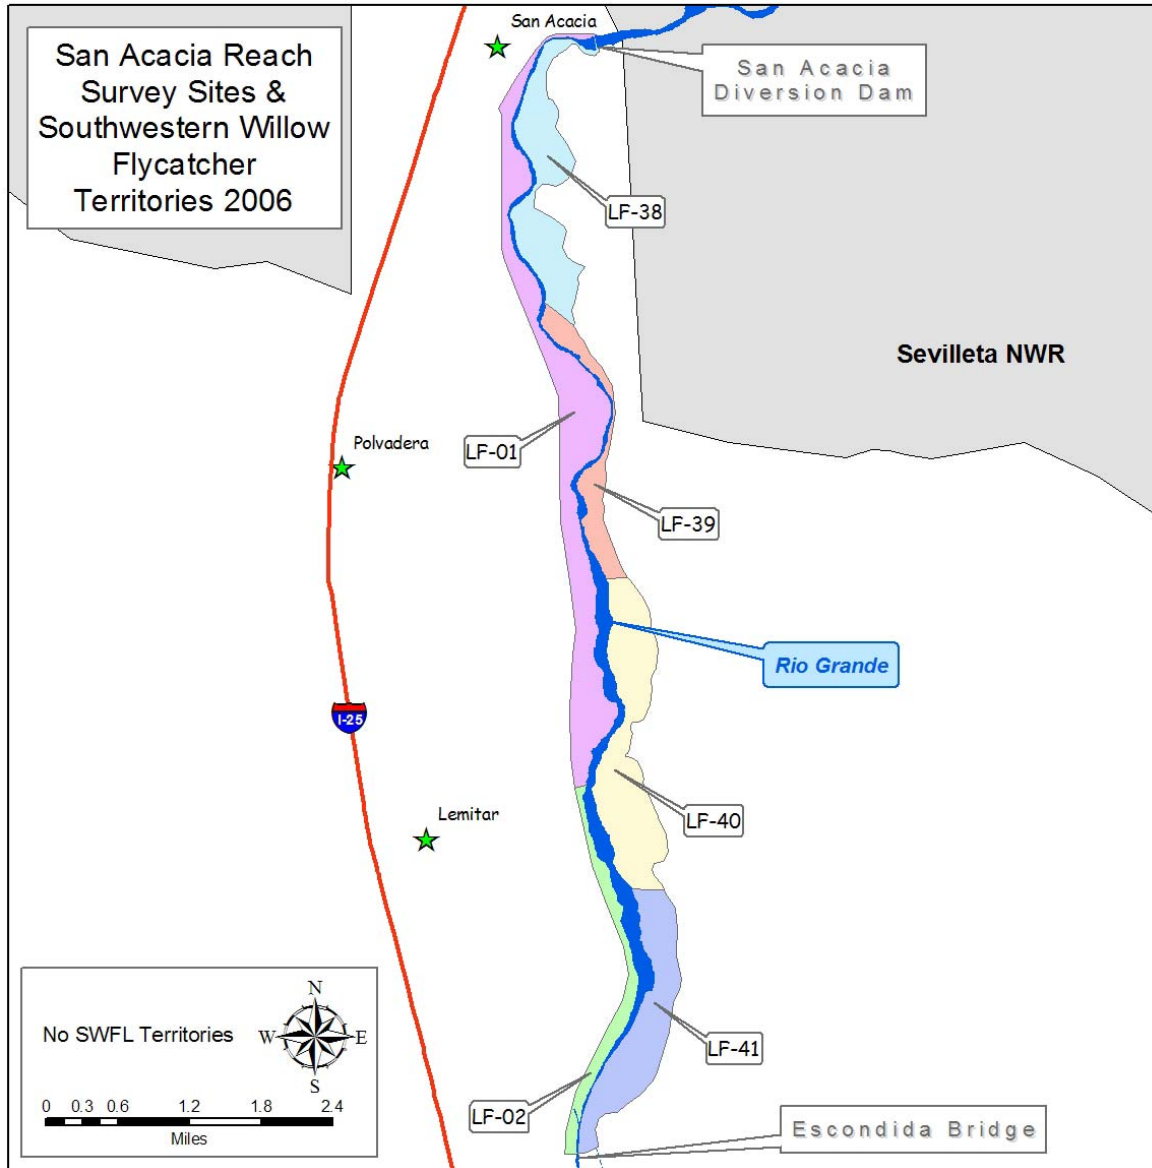 San Acacia Reach
Survey Sites &
Southwestern Willow
Flycatcher
Territories 2006
San Acacia
San Acacia
Diversion Dam
LF-38
Sevilleta NWR
LF-01
Polvadera
LF-39
Rio Grande
I-25
Lemitar
LF-40
No SWFL Territories
N
W E
S
0 0.3 0.6 1.2 1.8 2.4
Miles
LF-41
LF-02
Escondida Bridge